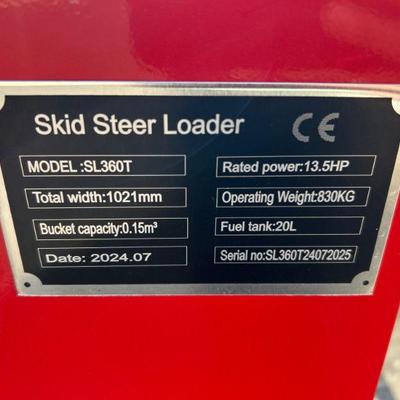 Skid Steer Loader CE
MODEL :SL360T
Rated power:13.5HP
Total width:1021mm
Operating Weight:830KG
Bucket capacity:0.15m³
Fuel tank:20L
Date: 2024.07
Serial no:SL360T24072025